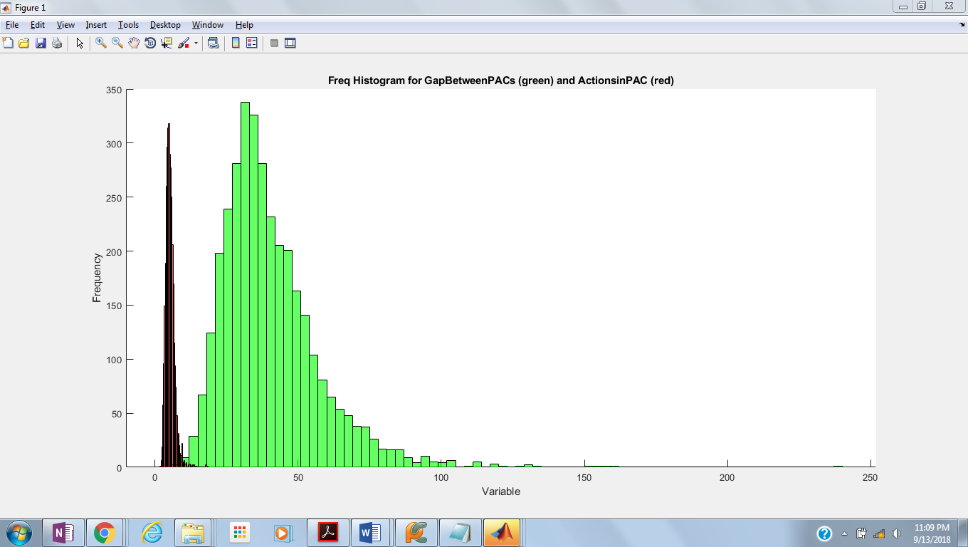 Figure 1
File Edit View Insert Tools Desktop Window Help
Freq Histogram for GapBetweenPACs (green) and ActionsinPAC (red)
350
300
250
200
150
100
50
0
Frequency
0 50 100 150 200 250
Variable
N W
11:09 PM
9/13/2018